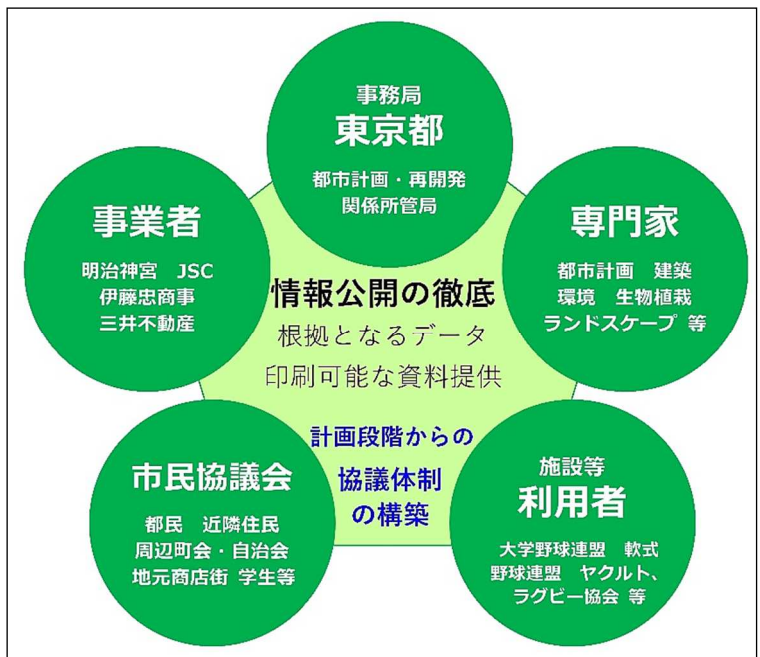 事務局
東京都
都市計画・再開発
関係所管局
事業者
明治神宮　JSC
伊藤忠商事
三井不動産
専門家
都市計画　建築
環境　生物植栽
ランドスケープ 等
情報公開の徹底
根拠となるデータ
印刷可能な資料提供
計画段階からの
協議体制
の構築
市民協議会
都民　近隣住民
周辺町会・自治会
地元商店街 学生等
施設等
利用者
大学野球連盟　軟式
野球連盟　ヤクルト、
ラグビー協会 等